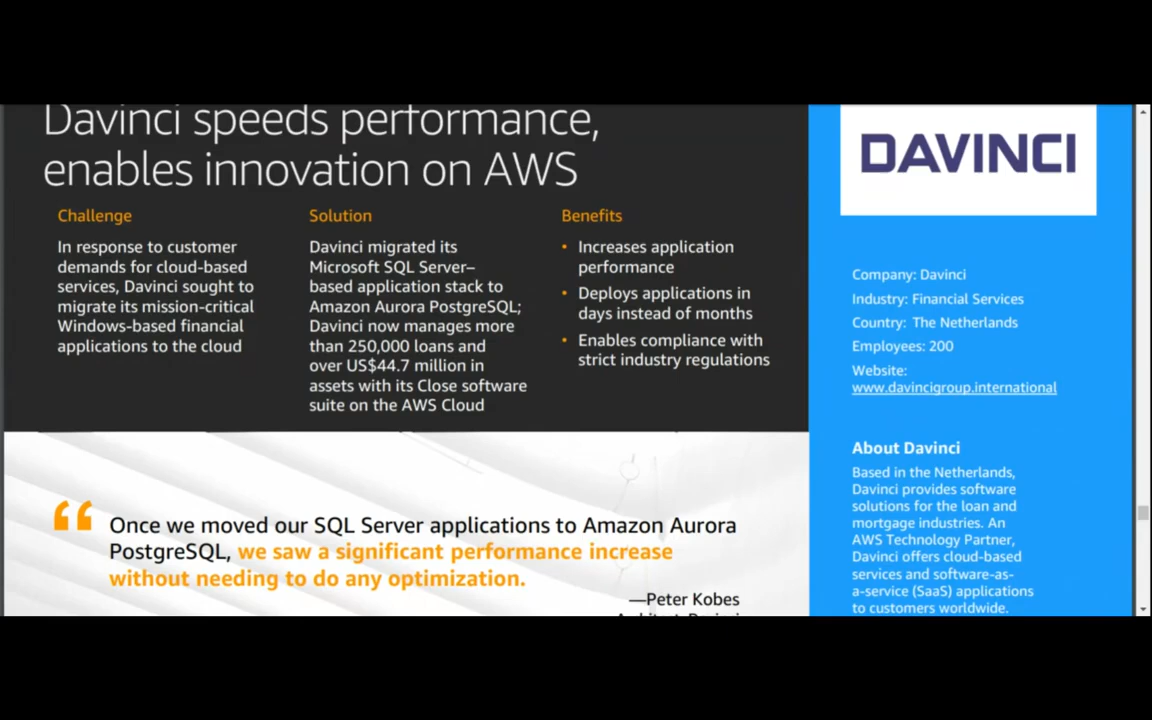 Davinci speeds performance,
enables innovation on AWS
Challenge
In response to customer
demands for cloud-based
services, Davinci sought to
migrate its mission-critical
Windows-based financial
applications to the cloud
Solution
Davinci migrated its
Microsoft SQL Server–
based application stack to
Amazon Aurora PostgreSQL;
Davinci now manages more
than 250,000 loans and
over US$44.7 million in
assets with its Close software
suite on the AWS Cloud
Benefits
• Increases application
performance
• Deploys applications in
days instead of months
• Enables compliance with
strict industry regulations
“ Once we moved our SQL Server applications to Amazon Aurora
PostgreSQL, we saw a significant performance increase
without needing to do any optimization.
—Peter Kobes
Architect, Davinci
DAVINCI
Company: Davinci
Industry: Financial Services
Country: The Netherlands
Employees: 200
Website:
www.davincigroup.international
About Davinci
Based in the Netherlands,
Davinci provides software
solutions for the loan and
mortgage industries. An
AWS Technology Partner,
Davinci offers cloud-based
services and software-as-
a-service (SaaS) applications
to customers worldwide.